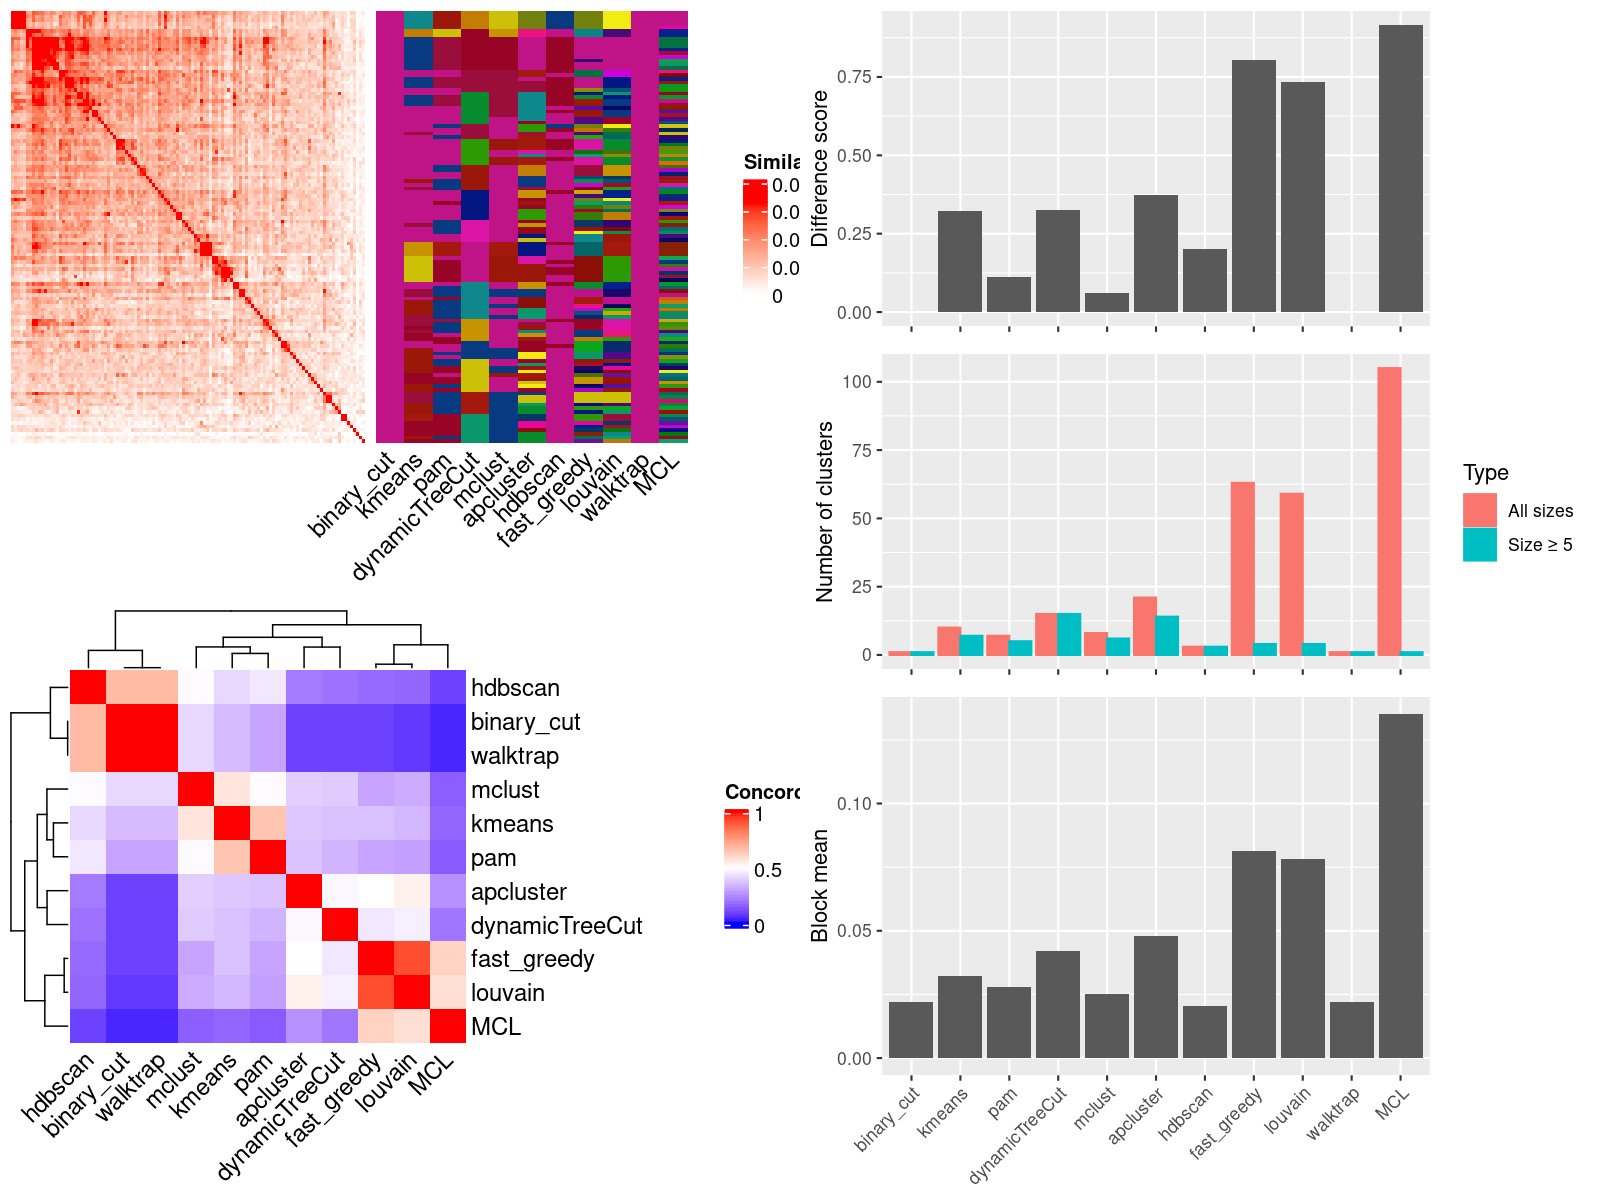 Simila
0.0
0.0
0.0
0.0
0
binary_cut
kmeans
pam
dynamicTreeCut
mclust
apcluster
hdbscan
fast_greedy
louvain
walktrap
MCL
hdbscan
binary_cut
walktrap
mclust
kmeans
pam
apcluster
dynamicTreeCut
fast_greedy
louvain
MCL
hdbscan
binary_cut
walktrap
mclust
kmeans
pam
apcluster
dynamicTreeCut
fast_greedy
louvain
MCL
Concord
1
0.5
0
Difference score
0.75
0.50
0.25
0.00
Number of clusters
100
75
50
25
0
Type
All sizes
Size ≥ 5
Block mean
0.10
0.05
0.00
binary_cut
kmeans
pam
dynamicTreeCut
mclust
apcluster
hdbscan
fast_greedy
louvain
walktrap
MCL